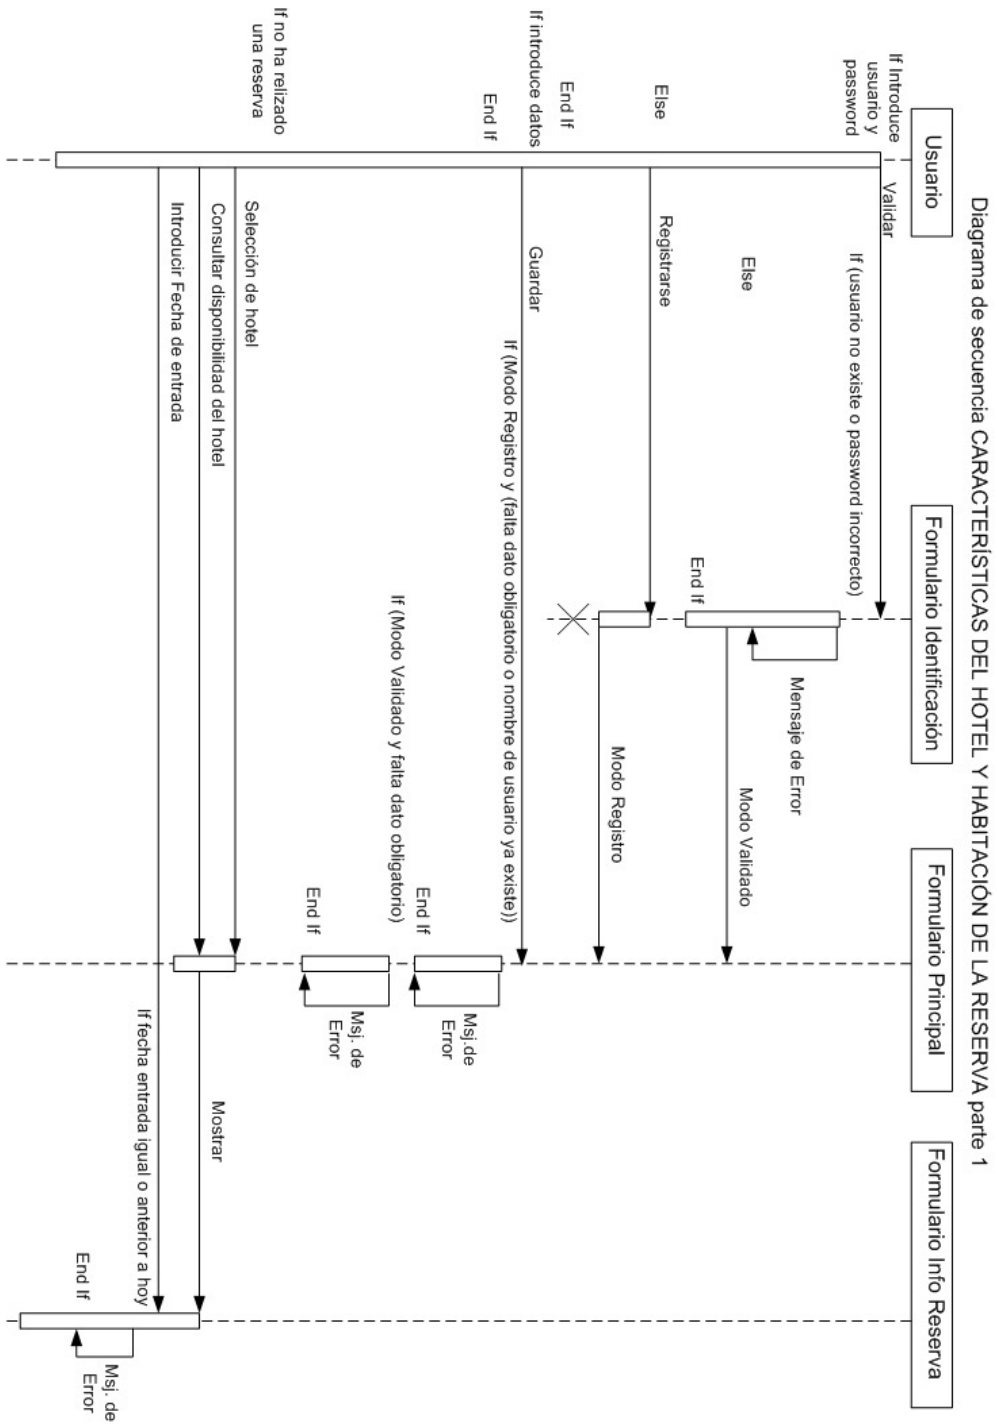 Diagrama de secuencia CARACTERÍSTICAS DEL HOTEL Y HABITACIÓN DE LA RESERVA parte 1
Usuario
Formulario Identificación
Formulario Principal
Formulario Info Reserva
If Introduce
usuario y
password
Validar
If (usuario no existe o password incorrecto)
Mensaje de Error
Else
Modo Validado
End If
Else
Registrarse
Modo Registro
End If
If introduce datos
Guardar
If (Modo Registro y (falta dato obligatorio o nombre de usuario ya existe))
End If
Msj.de
Error
End If
If (Modo Validado y falta dato obligatorio)
Msj. de
Error
End If
If no ha relizado
una reserva
Selección de hotel
Consultar disponibilidad del hotel
Mostrar
Introducir Fecha de entrada
If fecha entrada igual o anterior a hoy
End If
Msj. de
Error